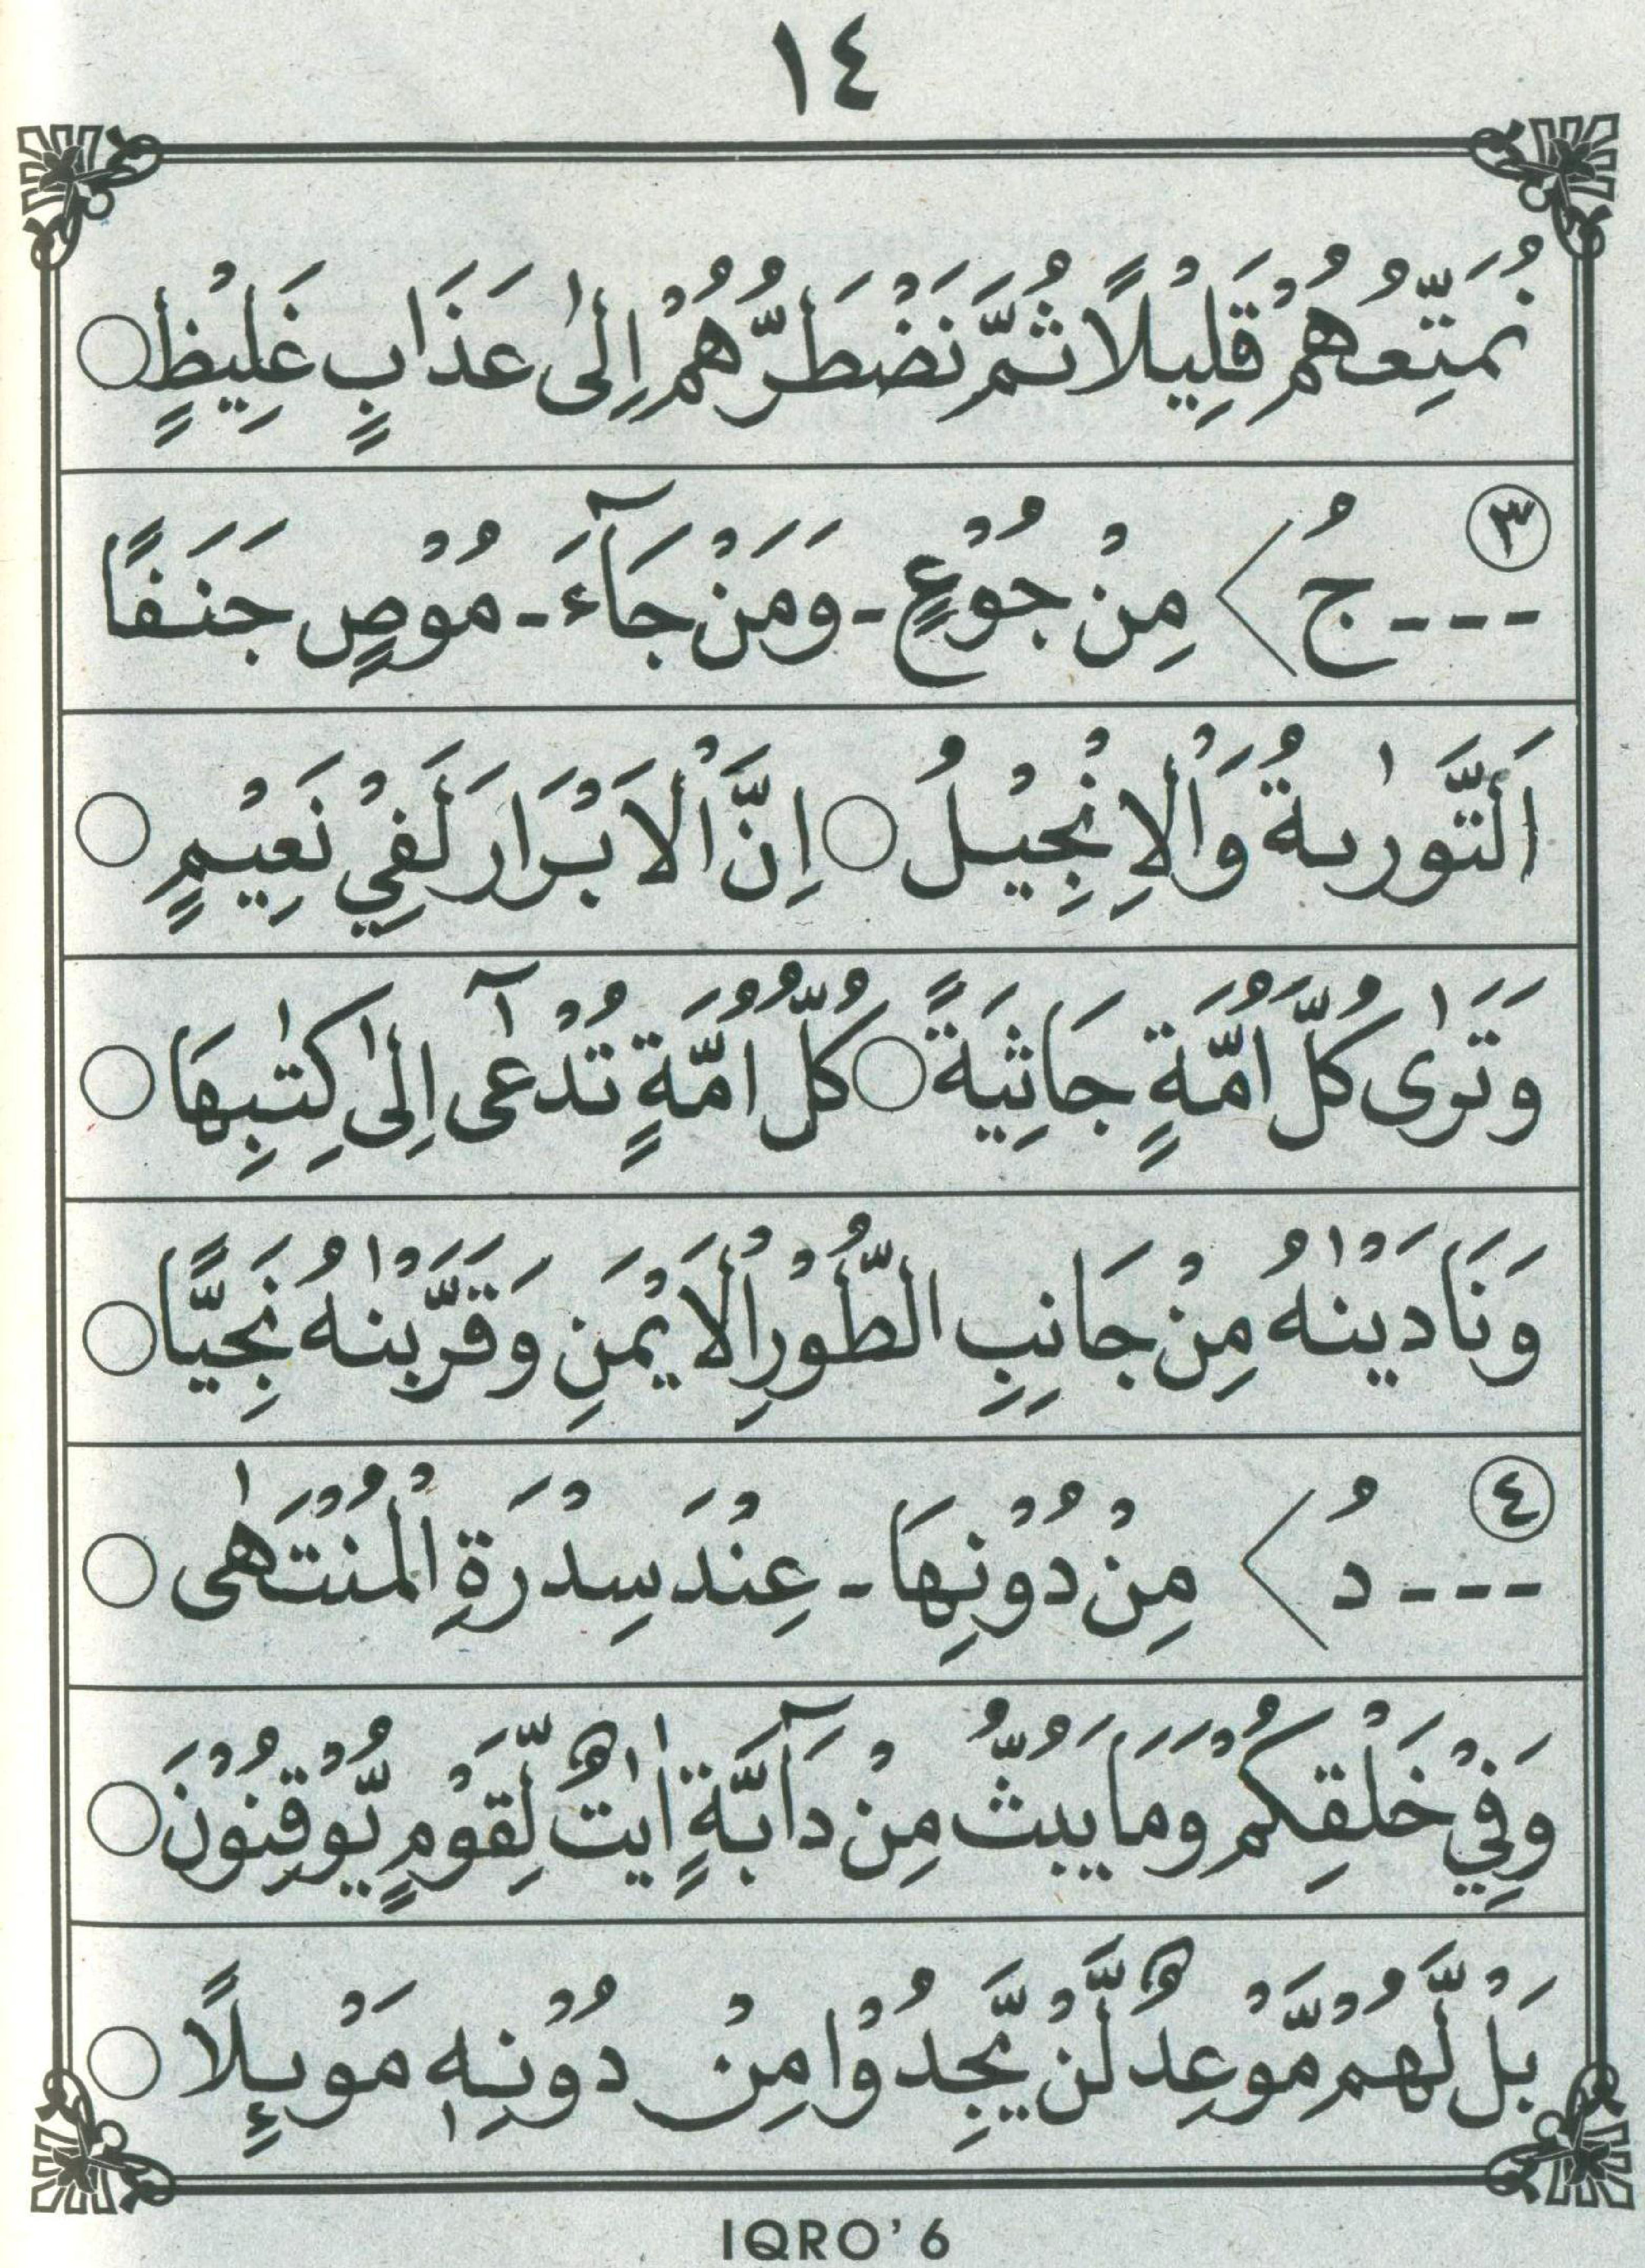 ١٤
نُمَتِّعُهُمْ قَلِيْلًا ثُمَّ نَضْطَرُّهُمْ اِلٰى عَذَابٍ غَلِيْظٍ ○
٣ --- جُ > مِنْ جُوْعٍ - وَمَنْ جَآءَ - مُوْصٍ جَنَفًا
اَلتَّوْرٰىةُ وَالْاِنْجِيْلُ ○ اِنَّ الْاَبْرَارَ لَفِيْ نَعِيْمٍ ○
وَتَرٰى كُلَّ اُمَّةٍ جَاثِيَةً ○ كُلُّ اُمَّةٍ تُدْعٰٓى اِلٰى كِتٰبِهَا ○
وَنَادَيْنٰهُ مِنْ جَانِبِ الطُّوْرِ الْاَيْمَنِ وَقَرَّبْنٰهُ نَجِيًّا ○
٤ --- دُ > مِنْ دُوْنِهَا - عِنْدَ سِدْرَةِ الْمُنْتَهٰى ○
وَفِيْ خَلْقِكُمْ وَمَا يَبُثُّ مِنْ دَآبَّةٍ اٰيٰتٌ لِّقَوْمٍ يُّوْقِنُوْنَ ○
بَلْ لَّهُمْ مَّوْعِدٌ لَّنْ يَّجِدُوْا مِنْ دُوْنِهٖ مَوْىِٕلًا ○
IQRO' 6